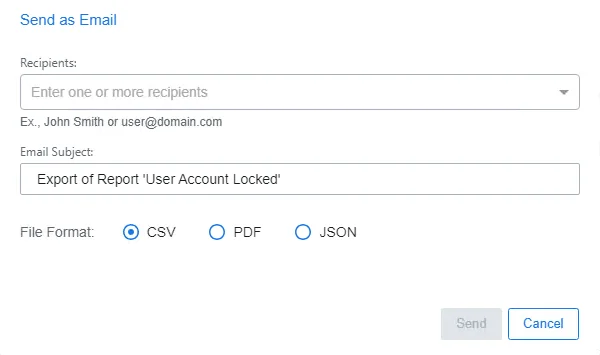 Send as Email
Recipients:
Enter one or more recipients
Ex., John Smith or user@domain.com
Email Subject:
Export of Report 'User Account Locked'
File Format: CSV PDF JSON
Send Cancel